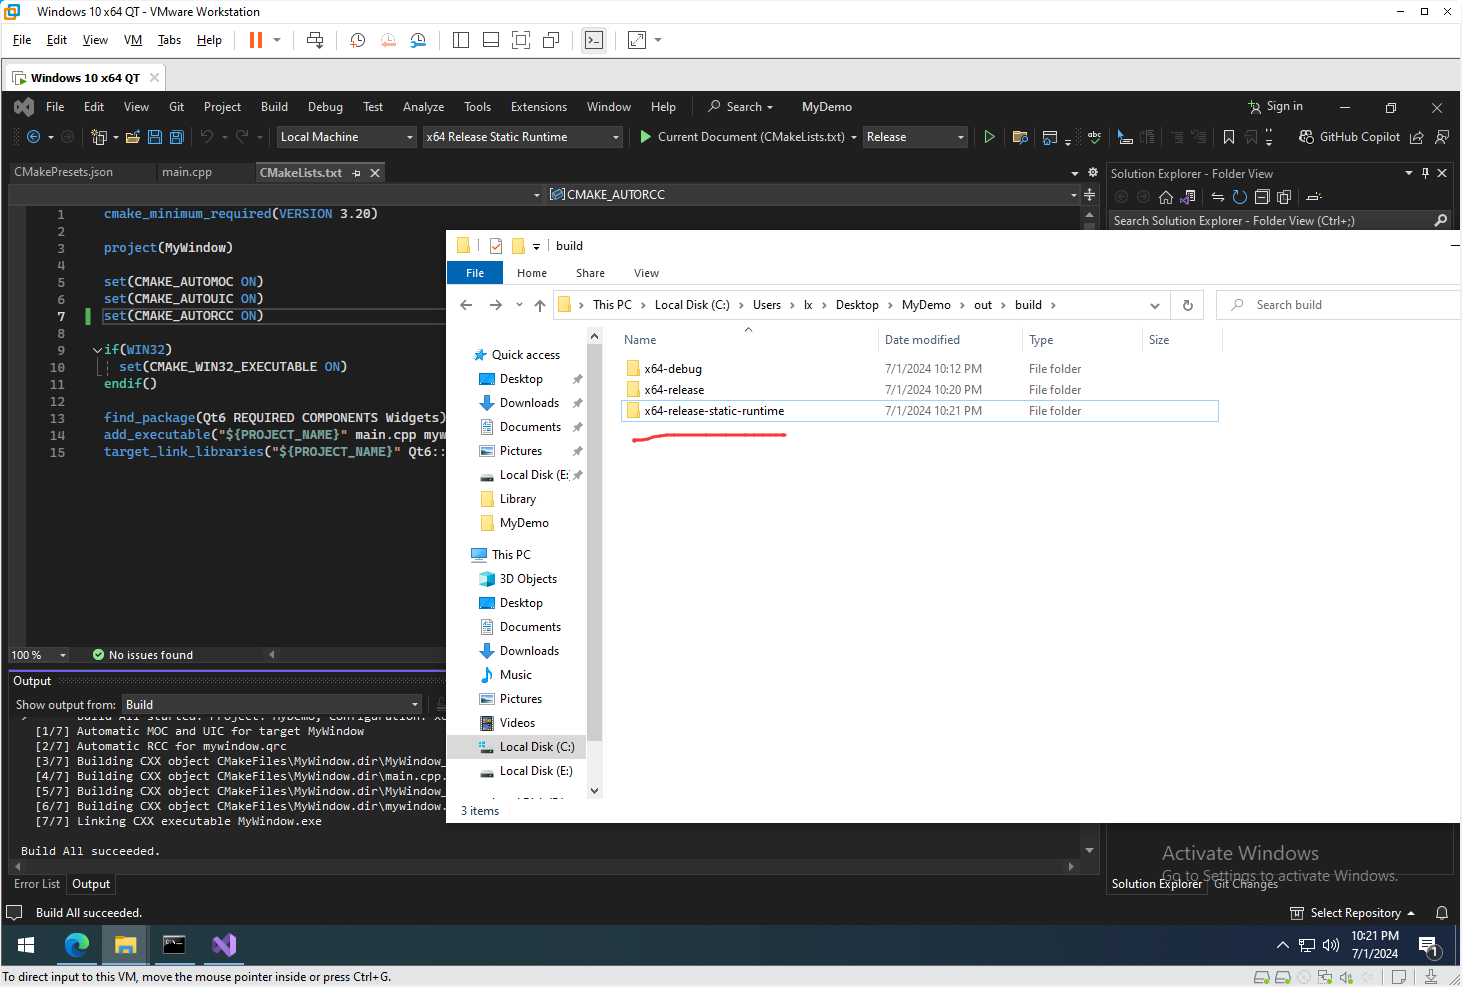 Windows 10 x64 QT - VMware Workstation
File Edit View VM Tabs Help
Windows 10 x64 QT
File Edit View Git Project Build Debug Test Analyze Tools Extensions Window Help Search MyDemo Sign in
Local Machine x64 Release Static Runtime Current Document (CMakeLists.txt) Release GitHub Copilot
CMakePresets.json main.cpp CMakeLists.txt
CMAKE_AUTORCC
Solution Explorer - Folder View
Search Solution Explorer - Folder View (Ctrl+;)
1 cmake_minimum_required(VERSION 3.20)
2
3 project(MyWindow)
4
5 set(CMAKE_AUTOMOC ON)
6 set(CMAKE_AUTOUIC ON)
7 set(CMAKE_AUTORCC ON)
8
9 if(WIN32)
10 set(CMAKE_WIN32_EXECUTABLE ON)
11 endif()
12
13 find_package(Qt6 REQUIRED COMPONENTS Widgets)
14 add_executable("${PROJECT_NAME}" main.cpp myw
15 target_link_libraries("${PROJECT_NAME}" Qt6::
100 % No issues found
build
File Home Share View
This PC Local Disk (C:) Users lx Desktop MyDemo out build
Search build
Name Date modified Type Size
x64-debug 7/1/2024 10:12 PM File folder
x64-release 7/1/2024 10:20 PM File folder
x64-release-static-runtime 7/1/2024 10:21 PM File folder
Quick access
Desktop
Downloads
Documents
Pictures
Local Disk (E:
Library
MyDemo
This PC
3D Objects
Desktop
Documents
Downloads
Music
Pictures
Videos
Local Disk (C:)
Local Disk (E:)
3 items
Output
Show output from: Build
Build All started: Project: MyDemo, Configuration: x6
[1/7] Automatic MOC and UIC for target MyWindow
[2/7] Automatic RCC for mywindow.qrc
[3/7] Building CXX object CMakeFiles\MyWindow.dir\MyWindow_
[4/7] Building CXX object CMakeFiles\MyWindow.dir\main.cpp.
[5/7] Building CXX object CMakeFiles\MyWindow.dir\MyWindow_
[6/7] Building CXX object CMakeFiles\MyWindow.dir\mywindow.
[7/7] Linking CXX executable MyWindow.exe
Build All succeeded.
Error List Output
Activate Windows
Go to Settings to activate Windows.
Solution Explorer Git Changes
Build All succeeded.
Select Repository
10:21 PM
7/1/2024
1
To direct input to this VM, move the mouse pointer inside or press Ctrl+G.